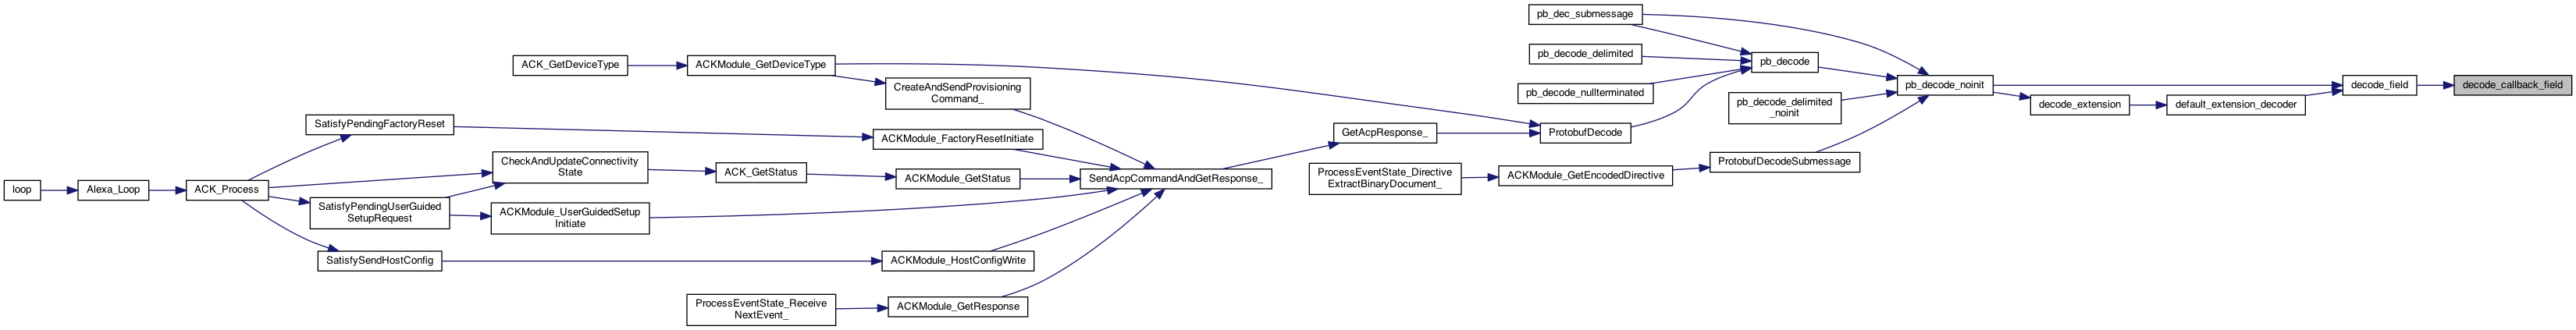 loop
Alexa_Loop
ACK_Process
SatisfyPendingFactoryReset
CheckAndUpdateConnectivity
State
SatisfyPendingUserGuided
SetupRequest
SatisfySendHostConfig
ACK_GetDeviceType
ACKModule_GetDeviceType
CreateAndSendProvisioning
Command_
ACKModule_FactoryResetInitiate
ACK_GetStatus
ACKModule_GetStatus
ACKModule_UserGuidedSetup
Initiate
ACKModule_HostConfigWrite
ProcessEventState_Receive
NextEvent_
ACKModule_GetResponse
SendAcpCommandAndGetResponse_
GetAcpResponse_
ProcessEventState_Directive
ExtractBinaryDocument_
ACKModule_GetEncodedDirective
pb_dec_submessage
pb_decode_delimited
pb_decode_nullterminated
ProtobufDecode
pb_decode
pb_decode_delimited
_noinit
ProtobufDecodeSubmessage
pb_decode_noinit
decode_extension
default_extension_decoder
decode_field
decode_callback_field